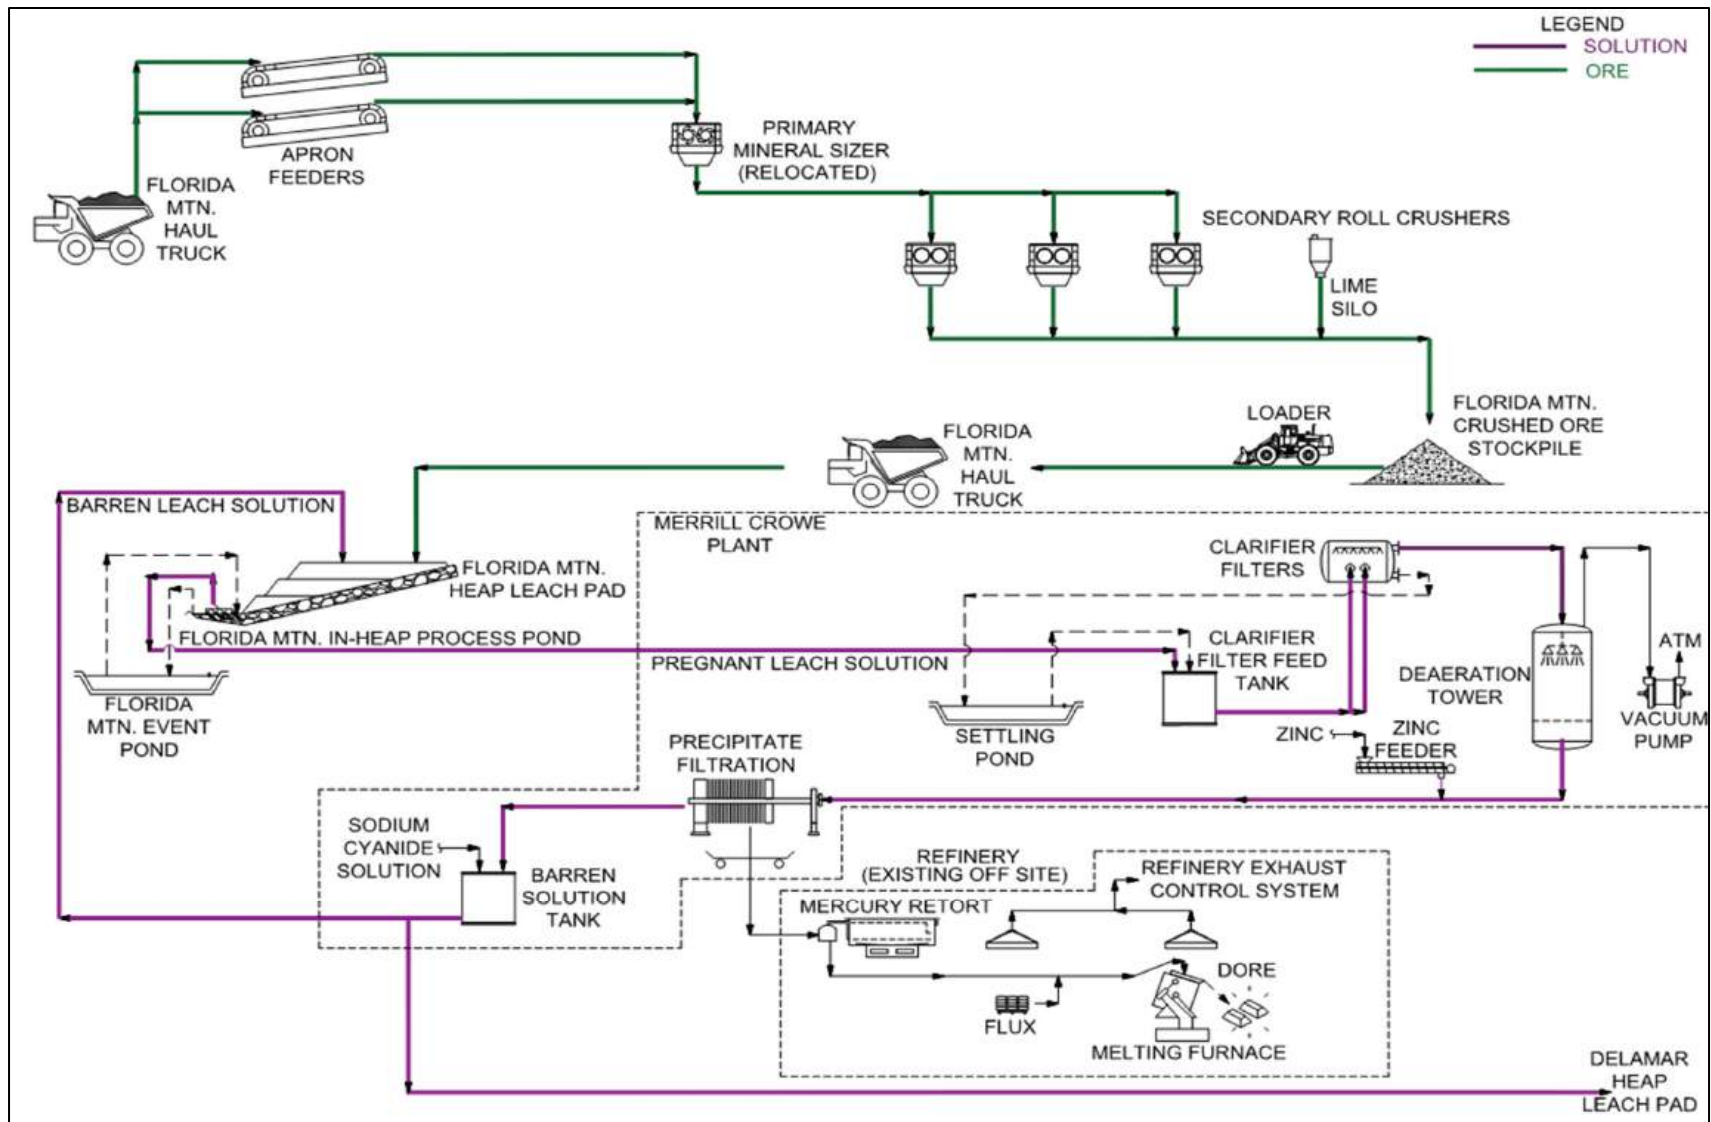 LEGEND
SOLUTION
ORE
APRON
FEEDERS
FLORIDA
MTN.
HAUL
TRUCK
PRIMARY
MINERAL SIZER
(RELOCATED)
SECONDARY ROLL CRUSHERS
LIME
SILO
FLORIDA MTN.
CRUSHED ORE
STOCKPILE
LOADER
FLORIDA
MTN.
HAUL
TRUCK
BARREN LEACH SOLUTION
FLORIDA MTN.
HEAP LEACH PAD
FLORIDA MTN. IN-HEAP PROCESS POND
FLORIDA
MTN. EVENT
POND
MERRILL CROWE
PLANT
PREGNANT LEACH SOLUTION
CLARIFIER
FILTERS
CLARIFIER
FILTER FEED
TANK
SETTLING
POND
DEAERATION
TOWER
ATM
VACUUM
PUMP
ZINC
ZINC
FEEDER
PRECIPITATE
FILTRATION
SODIUM
CYANIDE
SOLUTION
BARREN
SOLUTION
TANK
REFINERY
(EXISTING OFF SITE)
REFINERY EXHAUST
CONTROL SYSTEM
MERCURY RETORT
FLUX
DORE
MELTING FURNACE
DELAMAR
HEAP
LEACH PAD